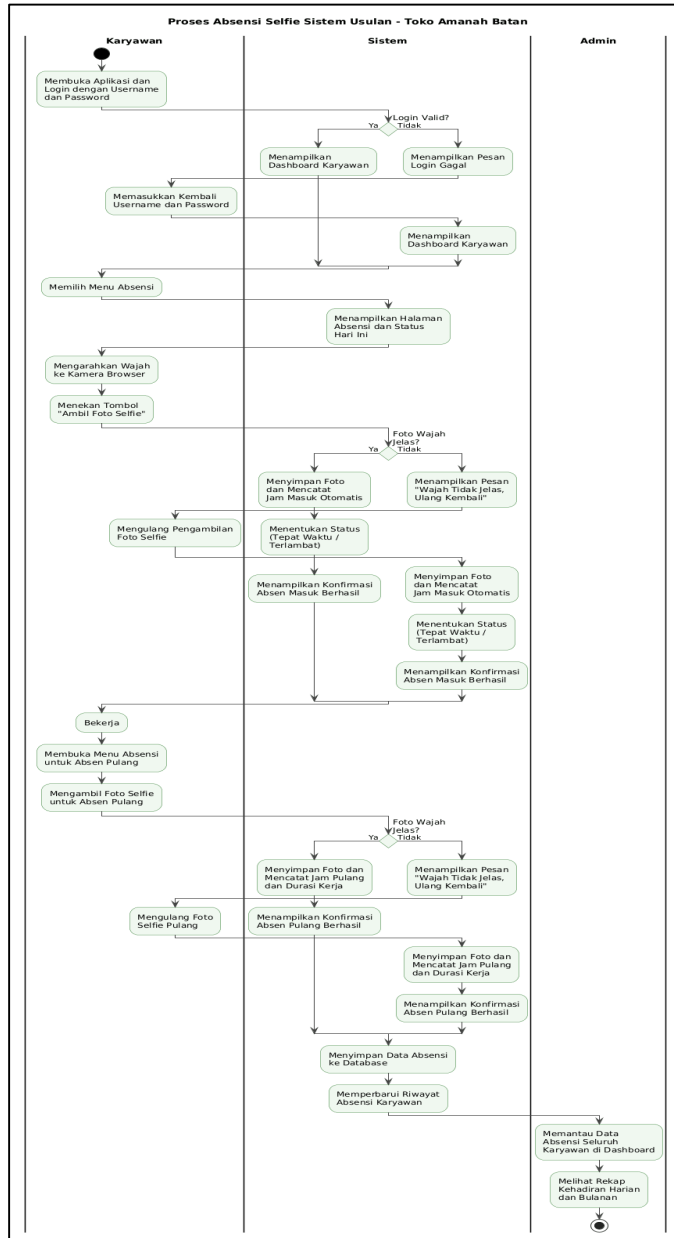 Proses Absensi Selfie Sistem Usulan - Toko Amanah Batan
Karyawan
Sistem
Admin
Membuka Aplikasi dan
Login dengan Username
dan Password
Login Valid?
Ya
Tidak
Menampilkan
Dashboard Karyawan
Menampilkan Pesan
Login Gagal
Memasukkan Kembali
Username dan Password
Menampilkan
Dashboard Karyawan
Memilih Menu Absensi
Menampilkan Halaman
Absensi dan Status
Hari Ini
Mengarahkan Wajah
ke Kamera Browser
Menekan Tombol
"Ambil Foto Selfie"
Foto Wajah
Jelas?
Ya
Tidak
Menyimpan Foto
dan Mencatat
Jam Masuk Otomatis
Menampilkan Pesan
"Wajah Tidak Jelas,
Ulang Kembali"
Mengulang Pengambilan
Foto Selfie
Menentukan Status
(Tepat Waktu /
Terlambat)
Menampilkan Konfirmasi
Absen Masuk Berhasil
Menyimpan Foto
dan Mencatat
Jam Masuk Otomatis
Menentukan Status
(Tepat Waktu /
Terlambat)
Menampilkan Konfirmasi
Absen Masuk Berhasil
Bekerja
Membuka Menu Absensi
untuk Absen Pulang
Mengambil Foto Selfie
untuk Absen Pulang
Foto Wajah
Jelas?
Ya
Tidak
Menyimpan Foto dan
Mencatat Jam Pulang
dan Durasi Kerja
Menampilkan Pesan
"Wajah Tidak Jelas,
Ulang Kembali"
Mengulang Foto
Selfie Pulang
Menampilkan Konfirmasi
Absen Pulang Berhasil
Menyimpan Foto dan
Mencatat Jam Pulang
dan Durasi Kerja
Menampilkan Konfirmasi
Absen Pulang Berhasil
Menyimpan Data Absensi
ke Database
Memperbarui Riwayat
Absensi Karyawan
Memantau Data
Absensi Seluruh
Karyawan di Dashboard
Melihat Rekap
Kehadiran Harian
dan Bulanan